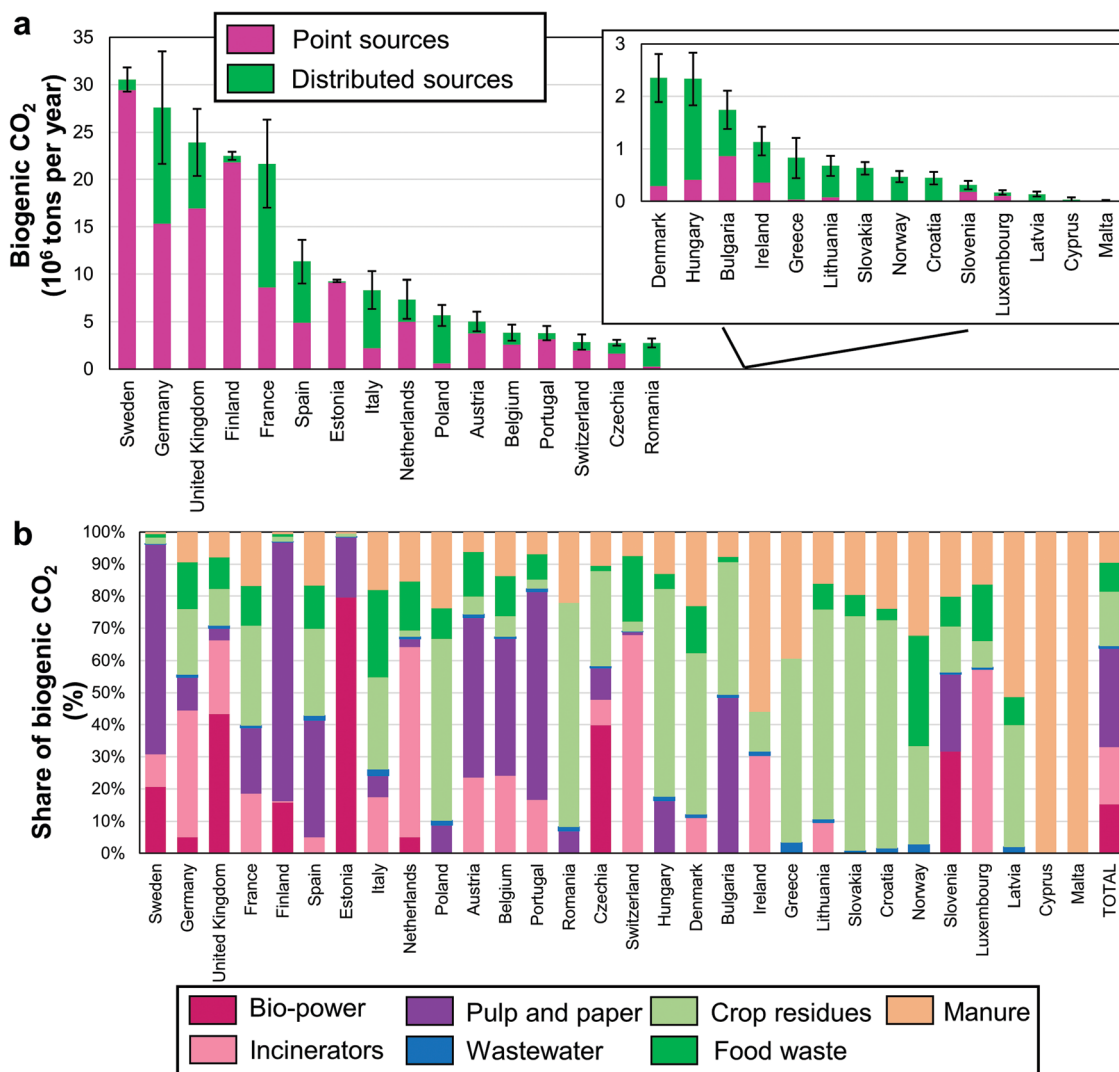 a
Point sources
Distributed sources
Biogenic CO2
(10⁶ tons per year)
35
30
25
20
15
10
5
0
Sweden
Germany
United Kingdom
Finland
France
Spain
Estonia
Italy
Netherlands
Poland
Austria
Belgium
Portugal
Switzerland
Czechia
Romania
3
2
1
0
Denmark
Hungary
Bulgaria
Ireland
Greece
Lithuania
Slovakia
Norway
Croatia
Slovenia
Luxembourg
Latvia
Cyprus
Malta
b
Share of biogenic CO2
(%)
100%
90%
80%
70%
60%
50%
40%
30%
20%
10%
0%
Sweden
Germany
United Kingdom
France
Finland
Spain
Estonia
Italy
Netherlands
Poland
Austria
Belgium
Portugal
Romania
Czechia
Switzerland
Hungary
Denmark
Bulgaria
Ireland
Greece
Lithuania
Slovakia
Croatia
Norway
Slovenia
Luxembourg
Latvia
Cyprus
Malta
TOTAL
Bio-power
Pulp and paper
Crop residues
Manure
Incinerators
Wastewater
Food waste